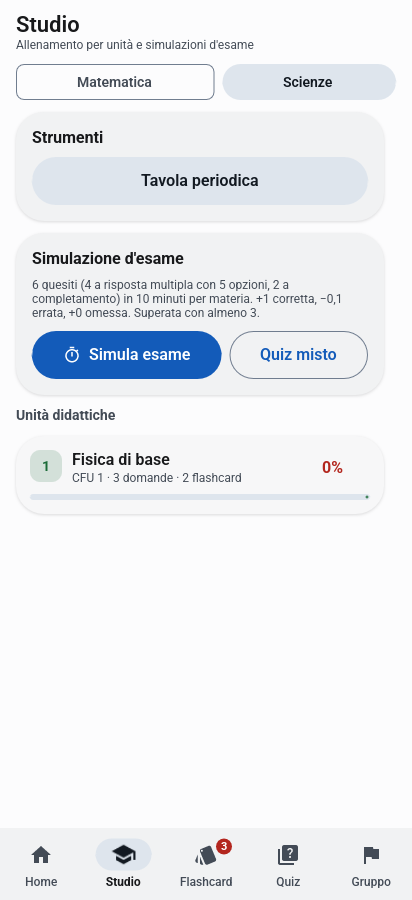 Studio
Allenamento per unità e simulazioni d'esame
Matematica
Scienze
Strumenti
Tavola periodica
Simulazione d'esame
6 quesiti (4 a risposta multipla con 5 opzioni, 2 a
completamento) in 10 minuti per materia. +1 corretta, −0,1
errata, +0 omessa. Superata con almeno 3.
Simula esame
Quiz misto
Unità didattiche
1
Fisica di base
CFU 1 · 3 domande · 2 flashcard
0%
3
Home
Studio
Flashcard
Quiz
Gruppo